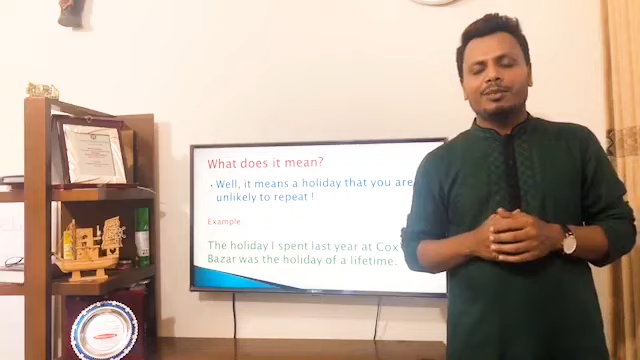 What does it mean?
• Well, it means a holiday that you are
unlikely to repeat !
Example
The holiday I spent last year at Cox
Bazar was the holiday of a lifetime.